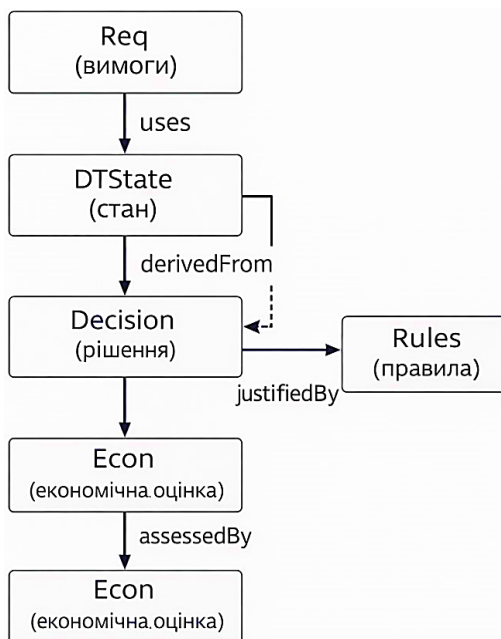 Req
(вимоги)
uses
DTState
(стан)
derivedFrom
Decision
(рішення)
Rules
(правила)
justifiedBy
Econ
(економічна.оцінка)
assessedBy
Econ
(економічна.оцінка)